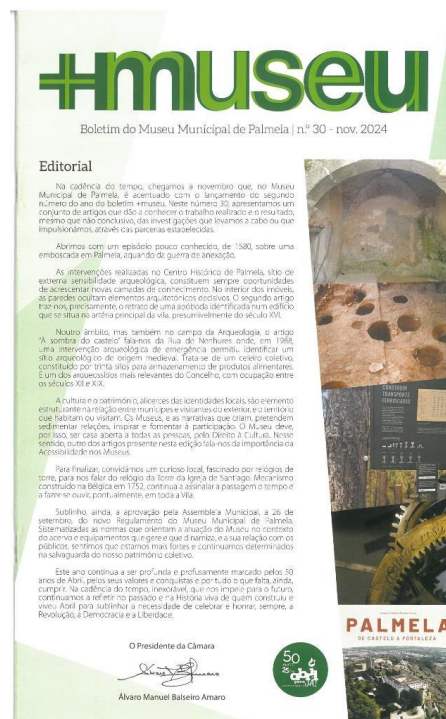 +museu
Boletim do Museu Municipal de Palmela | n.º 30 - nov. 2024
Editorial
Na cadência do tempo, chegamos a novembro que, no Museu
Municipal de Palmela, é acentuado com o lançamento do segundo
número do ano do boletim +museu. Neste número 30, apresentamos um
conjunto de artigos que dão a conhecer o trabalho realizado e o resultado,
mesmo que não conclusivo, das investigações que levamos a cabo ou que
impulsionámos, através das parcerias estabelecidas.
Abrimos com um episódio pouco conhecido, de 1580, sobre uma
emboscada em Palmela, aquando da guerra de anexação.
As intervenções realizadas no Centro Histórico de Palmela, sítio de
extrema sensibilidade arqueológica, constituem sempre oportunidades
de acrescentar novas camadas de conhecimento. No interior dos imóveis,
as paredes ocultam elementos arquitetónicos decisivos. O segundo artigo
traz-nos, precisamente, o retrato de uma abóboda identificada num edifício
que se situa na artéria principal da vila, presumivelmente do século XVI.
Noutro âmbito, mas também no campo da Arqueologia, o artigo
"À sombra do castelo" fala-nos da Rua de Nenhures onde, em 1988,
uma intervenção arqueológica de emergência permitiu identificar um
sítio arqueológico de origem medieval. Trata-se de um celeiro coletivo,
constituído por trinta silos para armazenamento de produtos alimentares.
É um dos arqueossítios mais relevantes do Concelho, com ocupação entre
os séculos XII e XIX.
A cultura e o património, alicerces das identidades locais, são elemento
estruturante na relação entre munícipes e visitantes do exterior, e o território
que habitam ou visitam. Os Museus, e as narrativas que criam, pretendem
sedimentar relações, inspirar e fomentar à participação. O Museu deve,
por isso, ser casa aberta a todas as pessoas, pelo Direito à Cultura. Nesse
sentido, outro dos artigos presentes nesta edição fala-nos da importância da
Acessibilidade nos Museus.
Para finalizar, convidámos um curioso local, fascinado por relógios de
torre, para nos falar do relógio da Torre da Igreja de Santiago. Mecanismo
construído na Bélgica em 1752, continua a assinalar a passagem o tempo e
a fazer-se ouvir, pontualmente, em toda a Vila.
Sublinho, ainda, a aprovação pela Assembleia Municipal, a 26 de
setembro, do novo Regulamento do Museu Municipal de Palmela.
Sistematizadas as normas que orientam a atuação do Museu no contexto
do acervo e equipamentos que gere e que dinamiza, e a sua relação com os
públicos, sentimos que estamos mais fortes e continuamos determinados
na salvaguarda do nosso património coletivo.
Este ano continua a ser profunda e profusamente marcado pelos 50
anos de Abril, pelos seus valores e conquistas e por tudo o que falta, ainda,
cumprir. Na cadência do tempo, inexorável, que nos impele para o futuro,
continuamos a refletir no passado e na História viva de quem construiu e
viveu Abril para sublinhar a necessidade de celebrar e honrar, sempre, a
Revolução, a Democracia e a Liberdade.
O Presidente da Câmara
Álvaro Manuel Balseiro Amaro
50
25
abril
CONSTRUIR
TRANSPORTE
FERROVIÁRIO
PALMELA
DE CASTELO A FORTALEZA